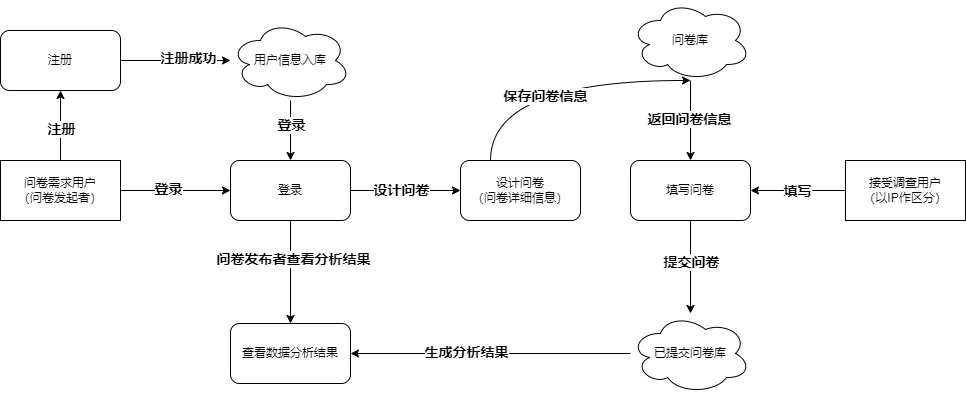 问卷库
注册
注册成功
用户信息入库
保存问卷信息
返回问卷信息
注册
登录
问卷需求用户
（问卷发起者）
登录
登录
设计问卷
设计问卷
（问卷详细信息）
填写问卷
填写
接受调查用户
（以IP作区分）
问卷发布者查看分析结果
提交问卷
查看数据分析结果
生成分析结果
已提交问卷库